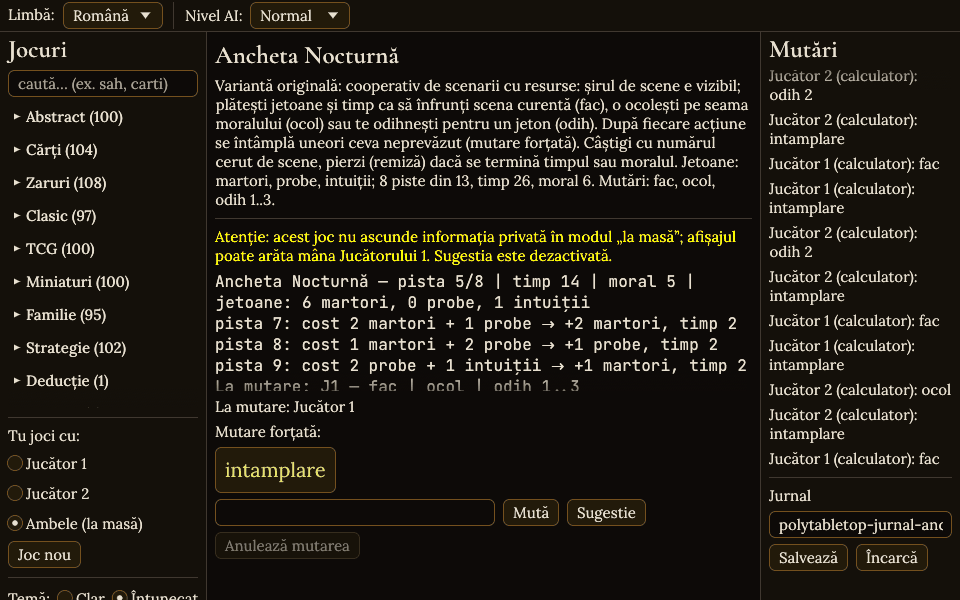 Limbă: Română ▼ Nivel AI: Normal ▼
Jocuri
caută... (ex. sah, carti)
▸ Abstract (100)
▸ Cărți (104)
▸ Zaruri (108)
▸ Clasic (97)
▸ TCG (100)
▸ Miniaturi (100)
▸ Familie (95)
▸ Strategie (102)
▸ Deducție (1)
Tu joci cu:
Jucător 1
Jucător 2
Ambele (la masă)
Joc nou
Temă: Clar Întunecat
Ancheta Nocturnă
Variantă originală: cooperativ de scenarii cu resurse: șirul de scene e vizibil;
plătești jetoane și timp ca să înfrunți scena curentă (fac), o ocolești pe seama
moralului (ocol) sau te odihnești pentru un jeton (odih). După fiecare acțiune
se întâmplă uneori ceva neprevăzut (mutare forțată). Câștigi cu numărul
cerut de scene, pierzi (remiză) dacă se termină timpul sau moralul. Jetoane:
martori, probe, intuiții; 8 piste din 13, timp 26, moral 6. Mutări: fac, ocol,
odih 1..3.
Atenție: acest joc nu ascunde informația privată în modul „la masă”; afișajul
poate arăta mâna Jucătorului 1. Sugestia este dezactivată.
Ancheta Nocturnă — pista 5/8 | timp 14 | moral 5 |
jetoane: 6 martori, 0 probe, 1 intuiții
pista 7: cost 2 martori + 1 probe → +2 martori, timp 2
pista 8: cost 1 martori + 2 probe → +1 probe, timp 2
pista 9: cost 2 probe + 1 intuiții → +1 martori, timp 2
La mutare: J1 — fac | ocol | odih 1..3
La mutare: Jucător 1
Mutare forțată:
intamplare
Mută Sugestie
Anulează mutarea
Mutări
Jucător 2 (calculator):
odih 2
Jucător 2 (calculator):
intamplare
Jucător 1 (calculator): fac
Jucător 1 (calculator):
intamplare
Jucător 2 (calculator):
odih 2
Jucător 2 (calculator):
intamplare
Jucător 1 (calculator): fac
Jucător 1 (calculator):
intamplare
Jucător 2 (calculator): ocol
Jucător 2 (calculator):
intamplare
Jucător 1 (calculator): fac
Jurnal
polytabletop-jurnal-anc
Salvează Încarcă